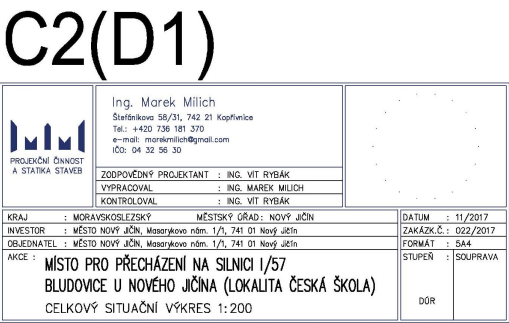 C2(D1)
PROJEKČNÍ ČINNOST
A STATIKA STAVEB
Ing. Marek Milich
Štefánikova 58/31, 742 21 Kopřivnice
Tel.: +420 736 181 370
e-mail: marekmilich@gmail.com
IČO: 04 32 56 30
ZODPOVĚDNÝ PROJEKTANT : ING. VÍT RYBÁK
VYPRACOVAL : ING. MAREK MILICH
KONTROLOVAL : ING. VÍT RYBÁK
KRAJ : MORAVSKOSLEZSKÝ MĚSTSKÝ ÚŘAD: NOVÝ JIČÍN
INVESTOR : MĚSTO NOVÝ JIČÍN, Masarykovo nám. 1/1, 741 01 Nový Jičín
OBJEDNATEL : MĚSTO NOVÝ JIČÍN, Masarykovo nám. 1/1, 741 01 Nový Jičín
DATUM : 11/2017
ZAKÁZK.Č.: 022/2017
FORMÁT : 5A4
STUPEŇ : SOUPRAVA
DÚR
AKCE : MÍSTO PRO PŘECHÁZENÍ NA SILNICI I/57
BLUDOVICE U NOVÉHO JIČÍNA (LOKALITA ČESKÁ ŠKOLA)
CELKOVÝ SITUAČNÍ VÝKRES 1:200